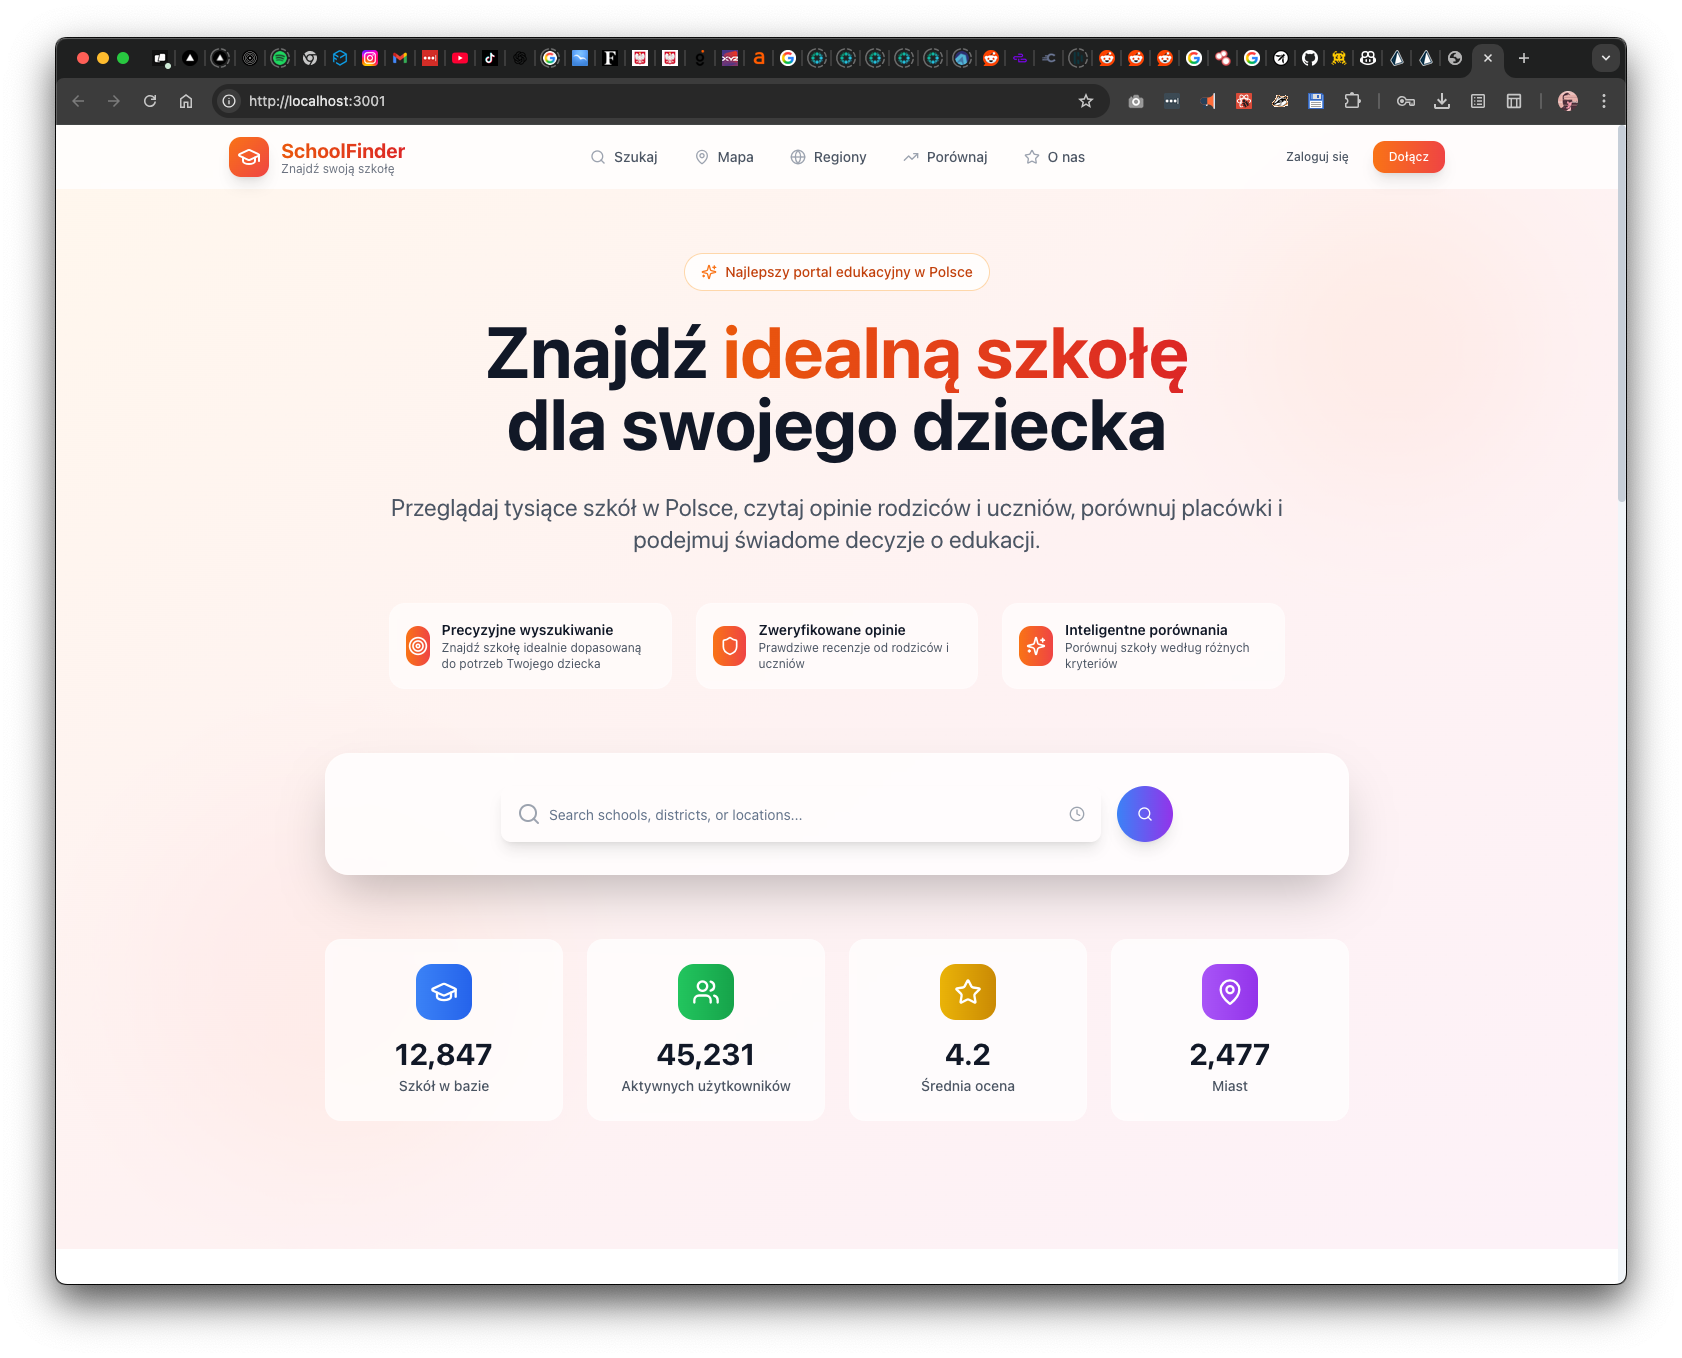 http://localhost:3001
SchoolFinder
Znajdź swoją szkołę
Szukaj
Mapa
Regiony
Porównaj
O nas
Zaloguj się
Dołącz
Najlepszy portal edukacyjny w Polsce
Znajdź idealną szkołę
dla swojego dziecka
Przeglądaj tysiące szkół w Polsce, czytaj opinie rodziców i uczniów, porównuj placówki i
podejmuj świadome decyzje o edukacji.
Precyzyjne wyszukiwanie
Znajdź szkołę idealnie dopasowaną
do potrzeb Twojego dziecka
Zweryfikowane opinie
Prawdziwe recenzje od rodziców i
uczniów
Inteligentne porównania
Porównuj szkoły według różnych
kryteriów
Search schools, districts, or locations...
12,847
Szkół w bazie
45,231
Aktywnych użytkowników
4.2
Średnia ocena
2,477
Miast